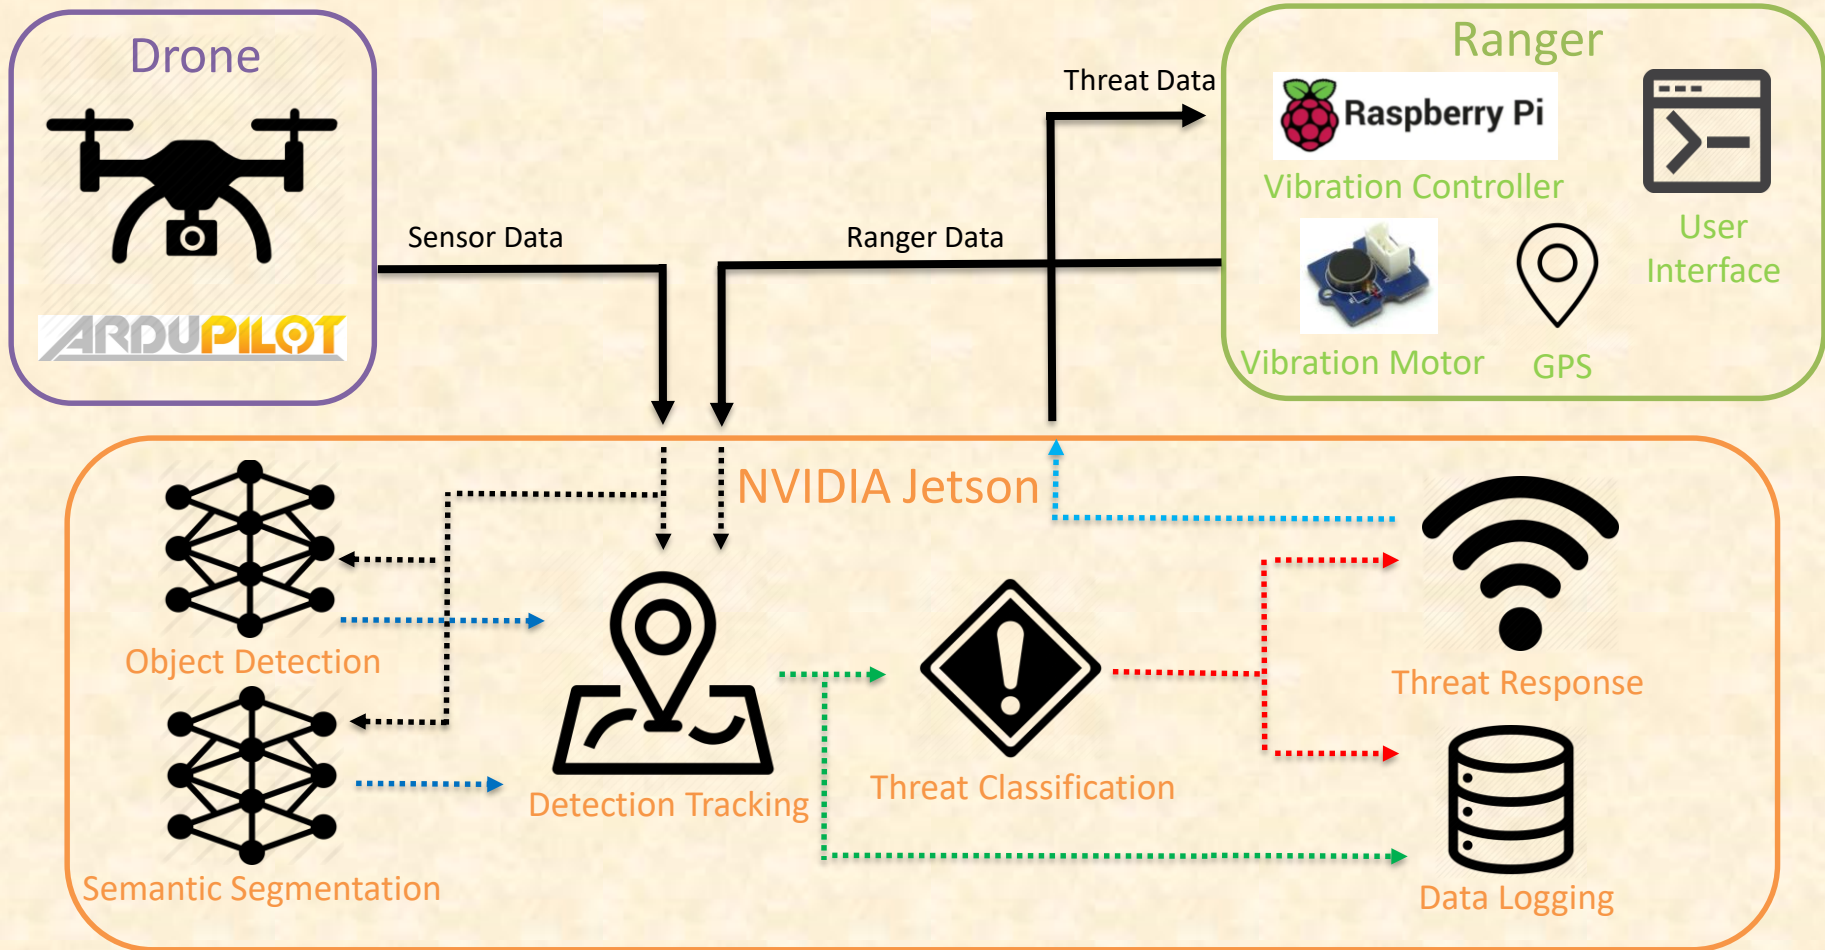 Drone
ARDUPILOT
Sensor Data
Ranger Data
Threat Data
Ranger
Raspberry Pi
Vibration Controller
User
Interface
Vibration Motor
GPS
NVIDIA Jetson
Object Detection
Semantic Segmentation
Detection Tracking
Threat Classification
Threat Response
Data Logging